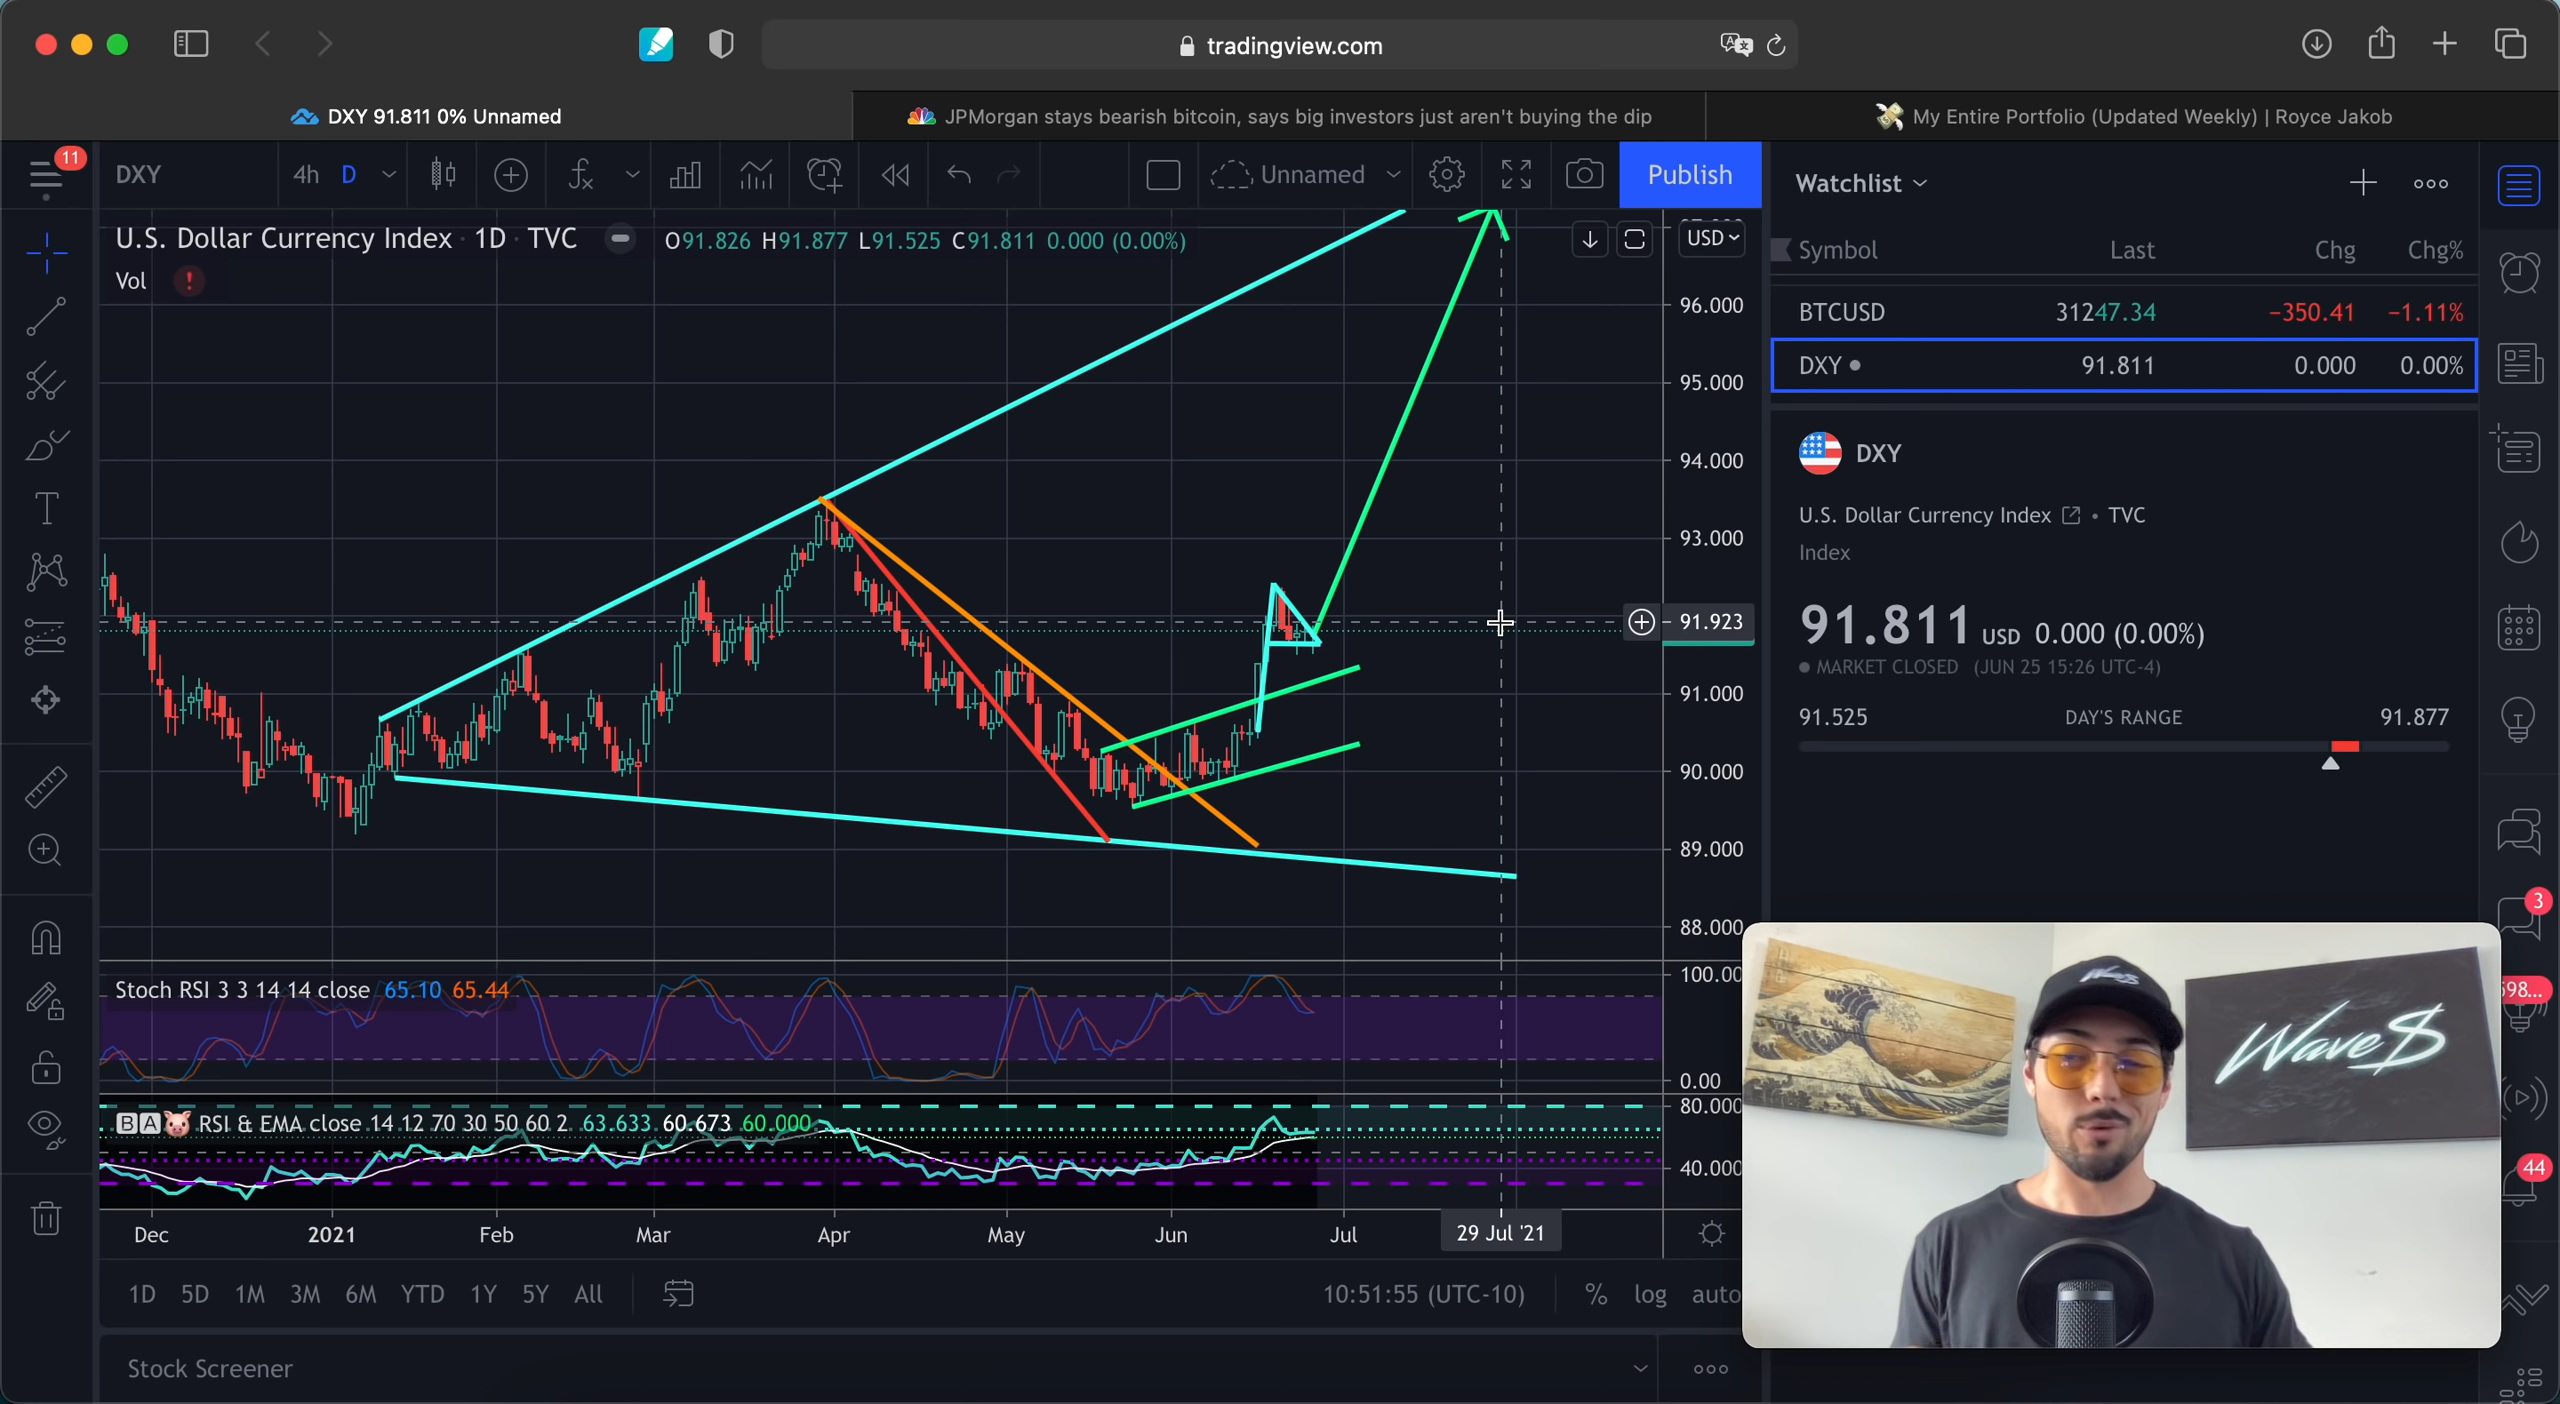 tradingview.com
DXY 91.811 0% Unnamed
JPMorgan stays bearish bitcoin, says big investors just aren't buying the dip
My Entire Portfolio (Updated Weekly) | Royce Jakob
11
DXY
4h
D
Unnamed
Publish
U.S. Dollar Currency Index · 1D · TVC
O91.826 H91.877 L91.525 C91.811 0.000 (0.00%)
USD
Vol
!
96.000
95.000
94.000
93.000
91.923
91.000
90.000
89.000
88.000
Stoch RSI 3 3 14 14 close 65.10 65.44
0.00
BA RSI & EMA close 14 12 70 30 50 60 2 63.633 60.673 60.000
80.000
40.000
Dec
2021
Feb
Mar
Apr
May
Jun
Jul
29 Jul '21
1D
5D
1M
3M
6M
YTD
1Y
5Y
All
10:51:55 (UTC-10)
%
log
auto
Stock Screener
Watchlist
Symbol
Last
Chg
Chg%
BTCUSD
31247.34
−350.41
−1.11%
DXY
91.811
0.000
0.00%
DXY
U.S. Dollar Currency Index • TVC
Index
91.811 USD 0.000 (0.00%)
MARKET CLOSED (JUN 25 15:26 UTC-4)
91.525
DAY'S RANGE
91.877
3
44
Wave$